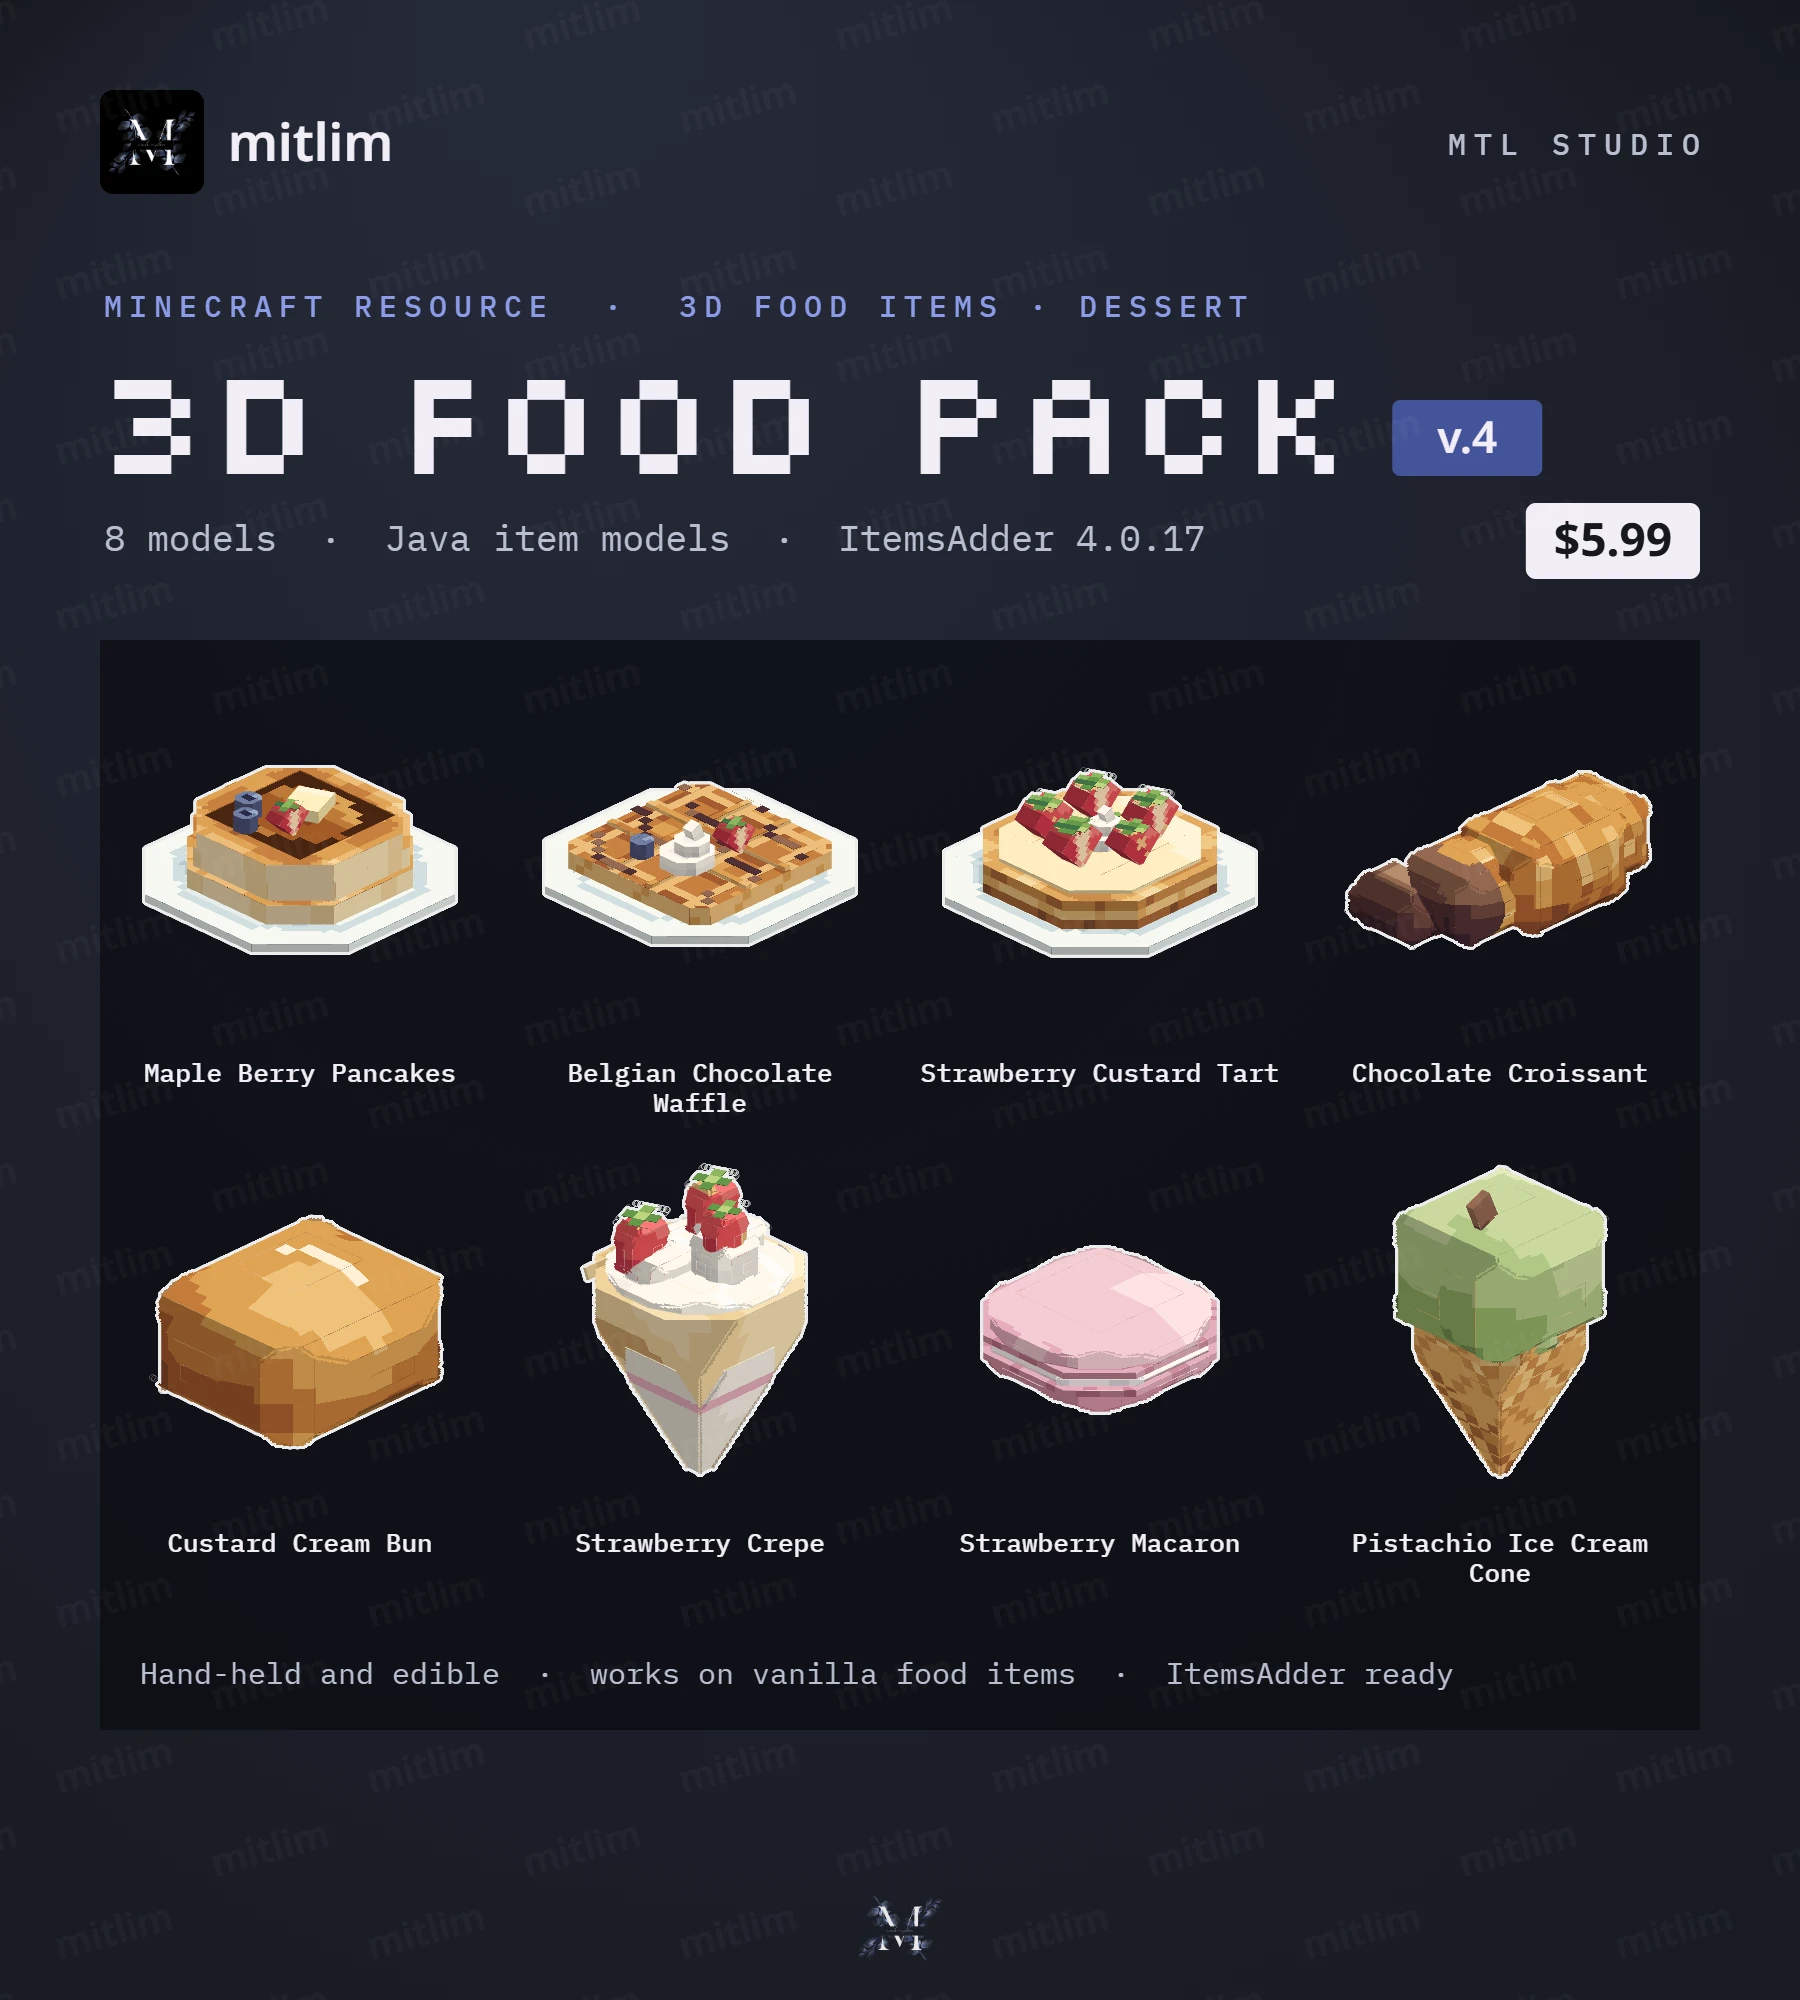 mitlim
MTL STUDIO
MINECRAFT RESOURCE · 3D FOOD ITEMS · DESSERT
3D FOOD PACK v.4
8 models · Java item models · ItemsAdder 4.0.17
$5.99
Maple Berry Pancakes
Belgian Chocolate
Waffle
Strawberry Custard Tart
Chocolate Croissant
Custard Cream Bun
Strawberry Crepe
Strawberry Macaron
Pistachio Ice Cream
Cone
Hand-held and edible · works on vanilla food items · ItemsAdder ready